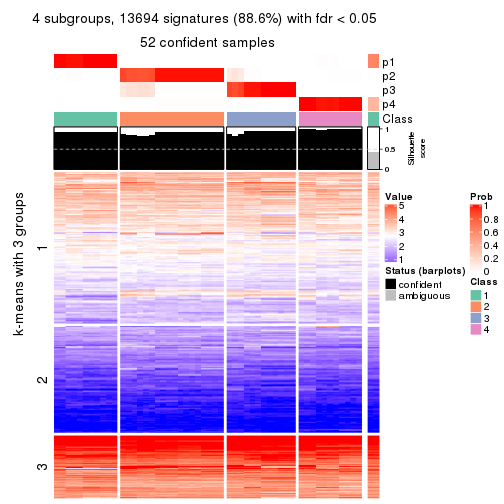 4 subgroups, 13694 signatures (88.6%) with fdr < 0.05
52 confident samples
p1
p2
p3
p4
Class
1
0.5
0
Silhouette
score
k-means with 3 groups
1
2
3
Value
5
4
3
2
1
Status (barplots)
confident
ambiguous
Prob
1
0.8
0.6
0.4
0.2
0
Class
1
2
3
4